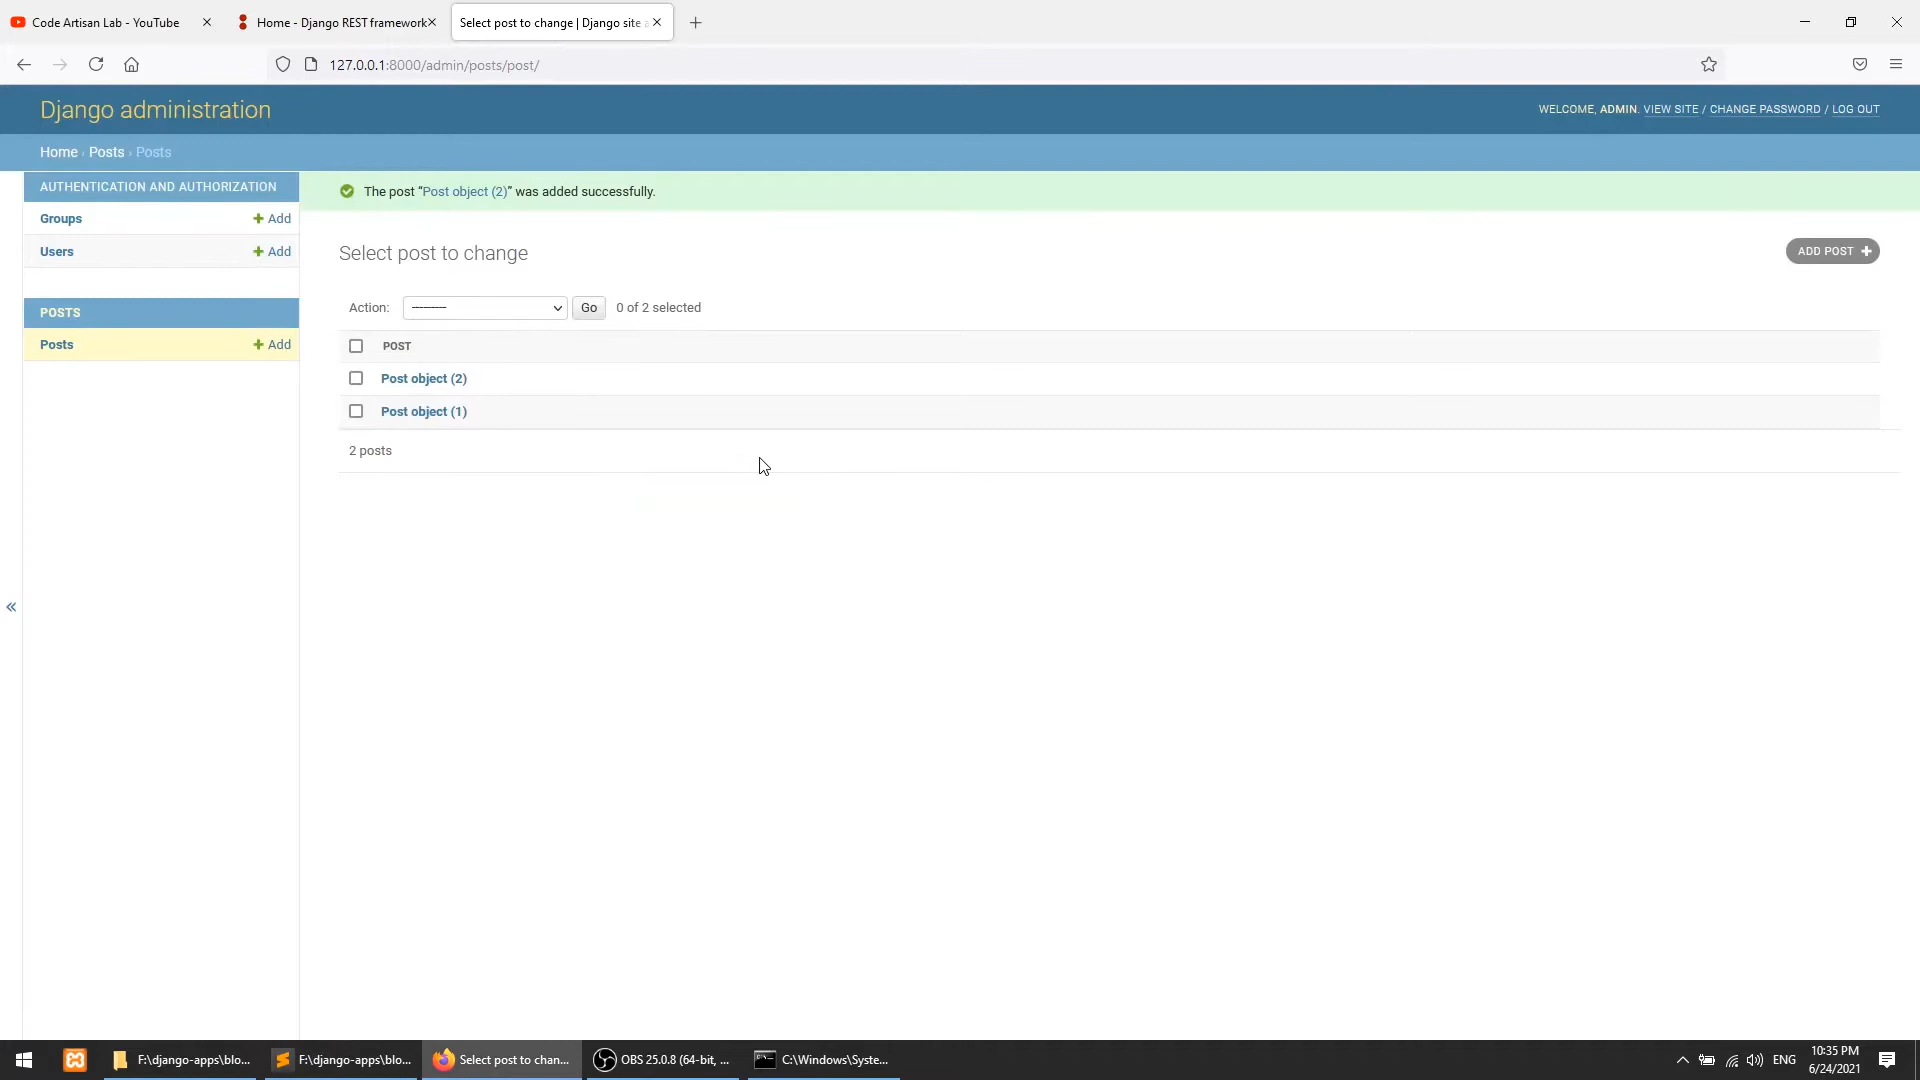 Code Artisan Lab - YouTube
Home - Django REST framework
Select post to change | Django site a
127.0.0.1:8000/admin/posts/post/
Django administration
WELCOME, ADMIN. VIEW SITE / CHANGE PASSWORD / LOG OUT
Home › Posts › Posts
AUTHENTICATION AND AUTHORIZATION
Groups
Add
Users
Add
POSTS
Posts
Add
The post “Post object (2)” was added successfully.
Select post to change
ADD POST
Action:
---------
Go
0 of 2 selected
POST
Post object (2)
Post object (1)
2 posts
«
F:\django-apps\blo...
F:\django-apps\blo...
Select post to chan...
OBS 25.0.8 (64-bit, ...
C:\Windows\Syste...
ENG
10:35 PM
6/24/2021